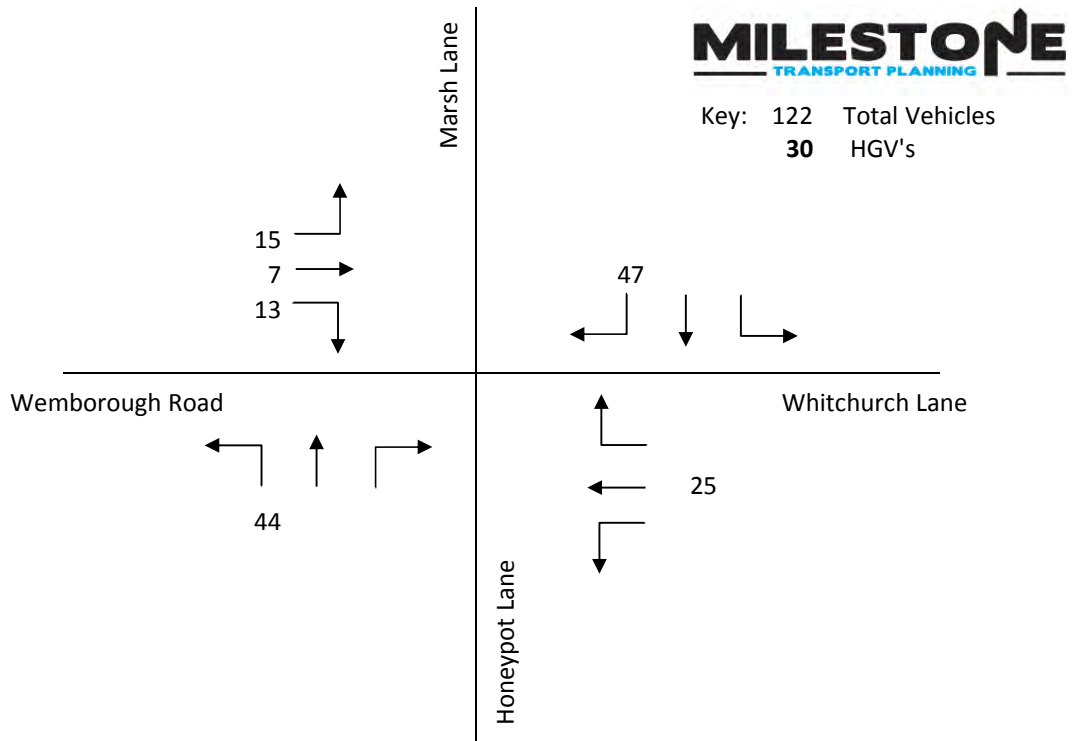 MILESTONE
TRANSPORT PLANNING
Marsh Lane
Key: 122 Total Vehicles
30 HGV's
15
7
13
47
Wemborough Road
Whitchurch Lane
44
25
Honeypot Lane